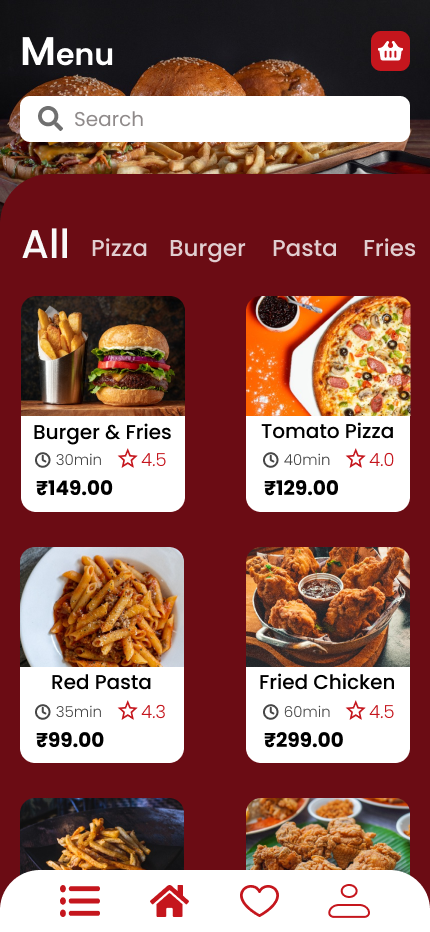 Menu
Search
All Pizza Burger Pasta Fries
Burger & Fries
30min 4.5
₹149.00
Tomato Pizza
40min 4.0
₹129.00
Red Pasta
35min 4.3
₹99.00
Fried Chicken
60min 4.5
₹299.00